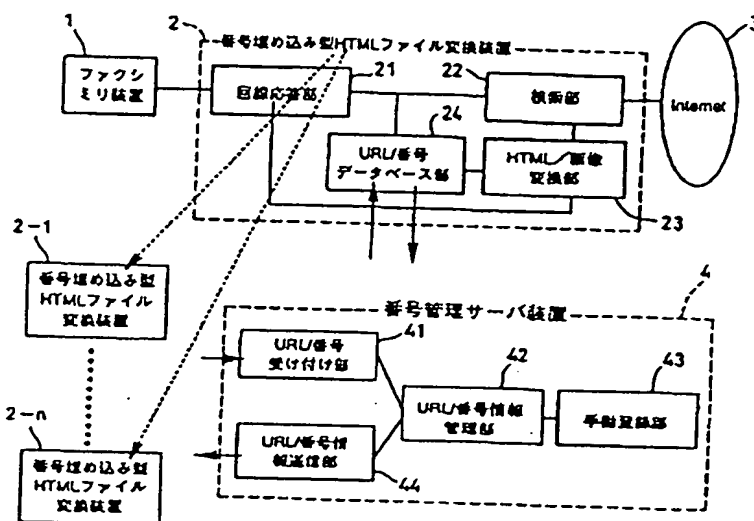 1
ファクシ
ミリ装置
2
番号埋め込み型HTMLファイル変換装置
21
回線応答部
22
検索部
24
URL/番号
データベース部
HTML/画像
変換部
23
3
Internet
2-1
番号埋め込み型
HTMLファイル
変換装置
2-n
番号埋め込み型
HTMLファイル
変換装置
4
番号管理サーバ装置
41
URL/番号
受け付け部
42
URL/番号情報
管理部
43
手動登録部
URL/番号情
報送信部
44